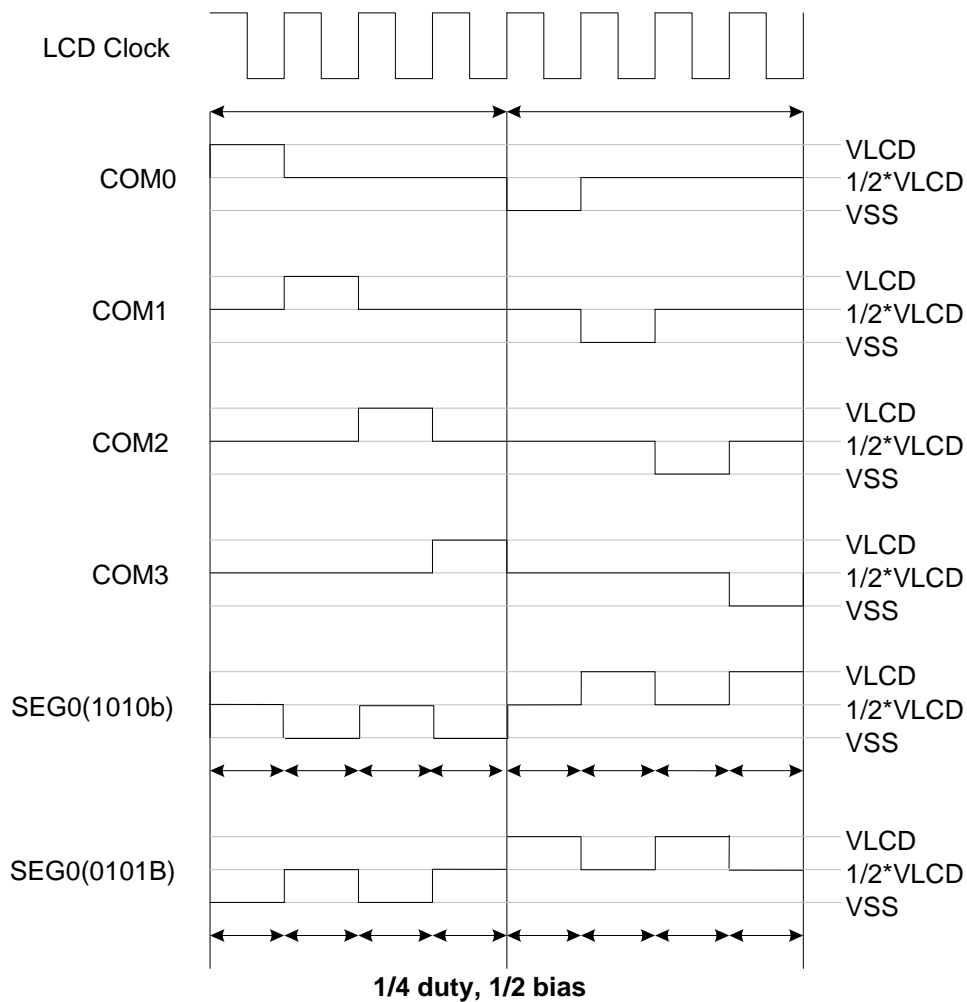 LCD Clock
COM0
VLCD
1/2*VLCD
VSS
COM1
VLCD
1/2*VLCD
VSS
COM2
VLCD
1/2*VLCD
VSS
COM3
VLCD
1/2*VLCD
VSS
SEG0(1010b)
VLCD
1/2*VLCD
VSS
SEG0(0101B)
VLCD
1/2*VLCD
VSS
1/4 duty, 1/2 bias